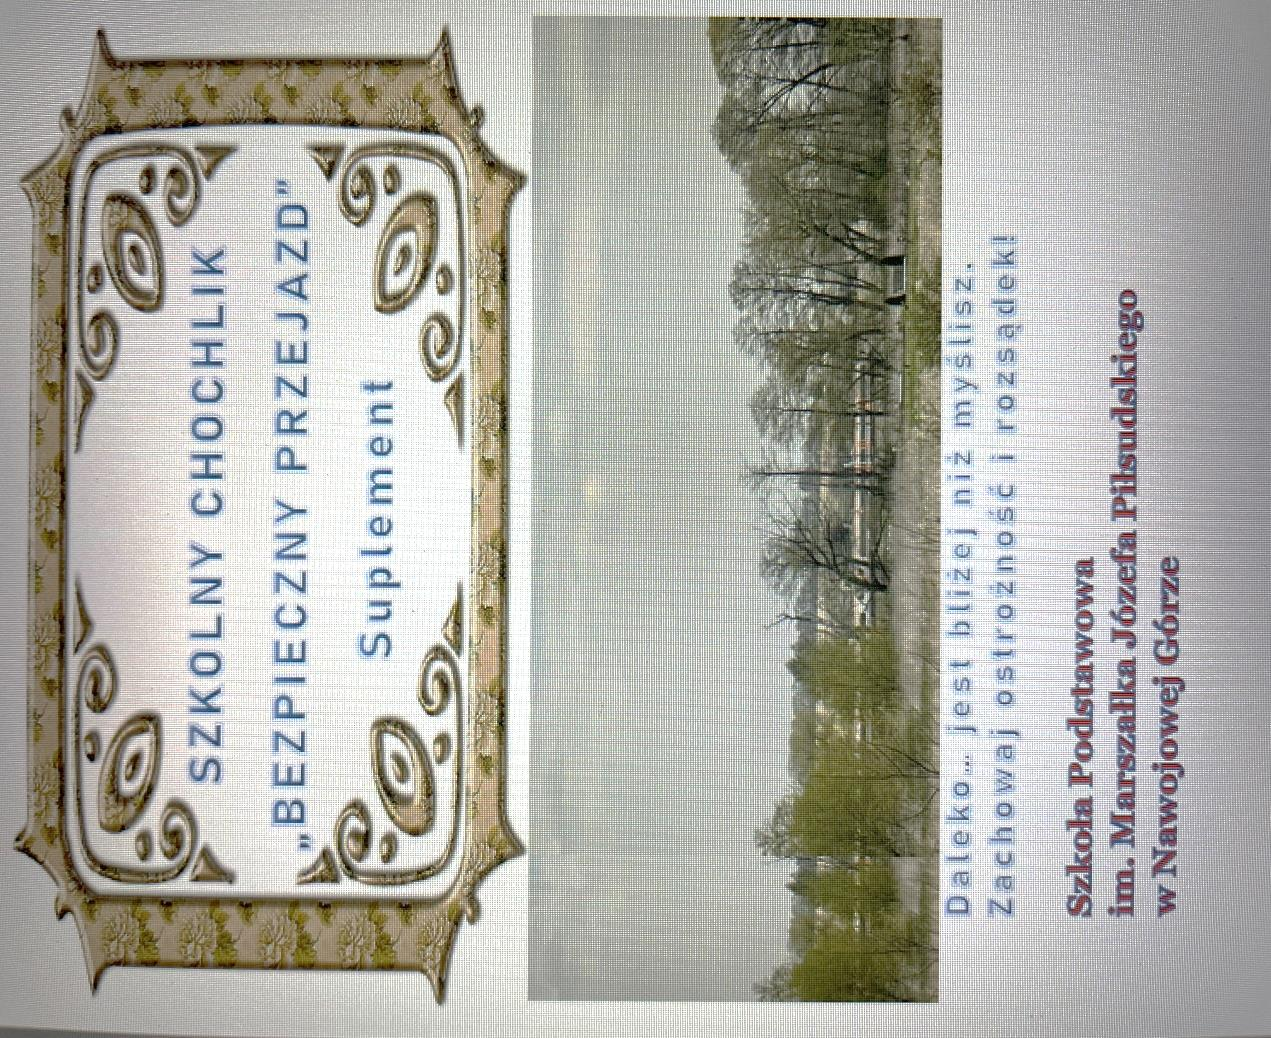 SZKOLNY CHOCHLIK
„BEZPIECZNY PRZEJAZD”
Suplement
Daleko... jest bliżej niż myślisz.
Zachowaj ostrożność i rozsądek!
Szkoła Podstawowa
im. Marszałka Józefa Piłsudskiego
w Nawojowej Górze